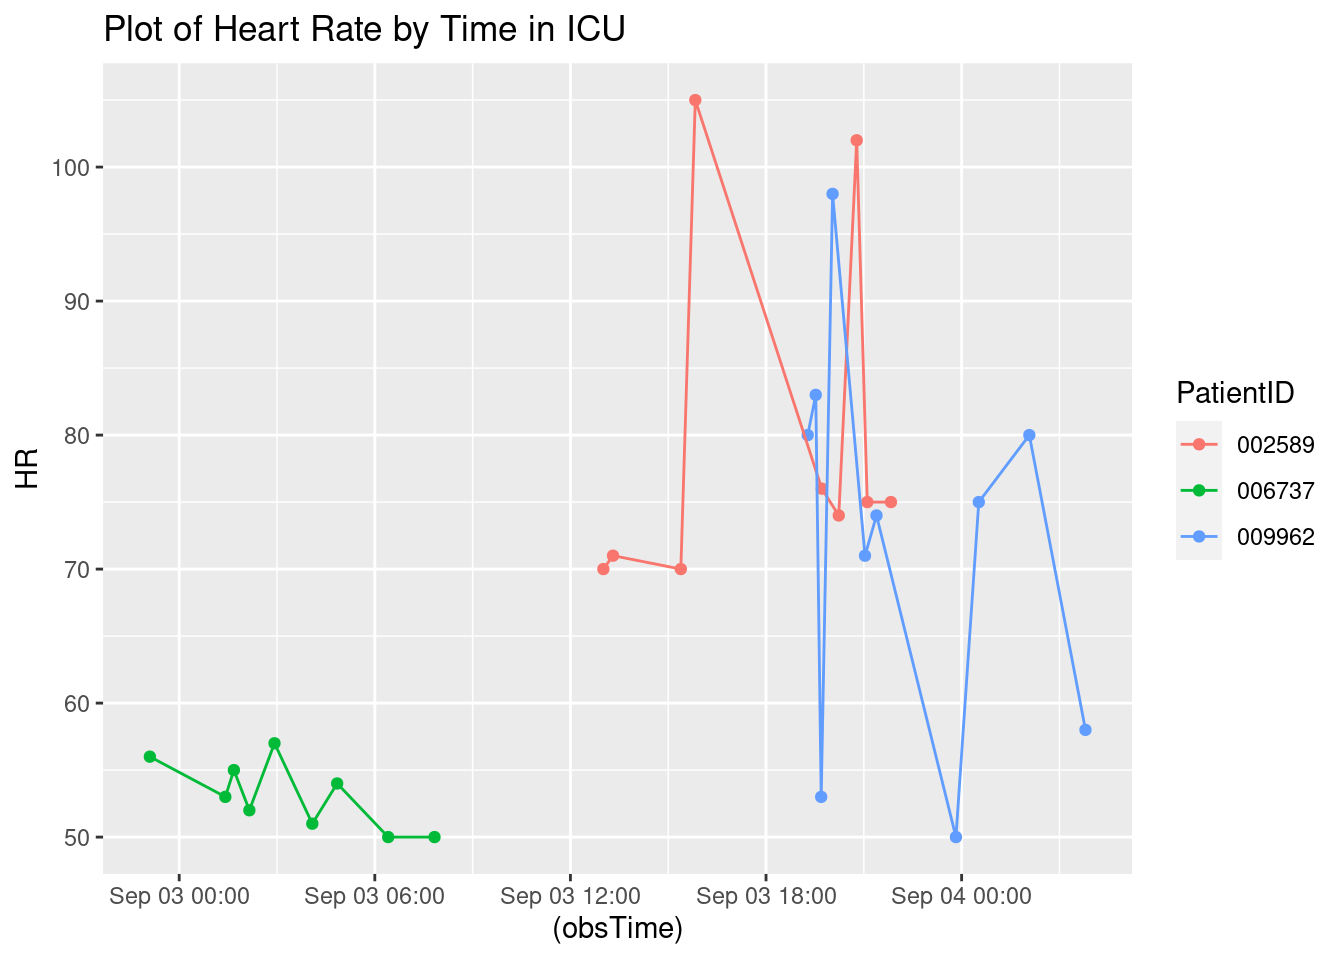 Plot of Heart Rate by Time in ICU
100
90
80
70
60
50
HR
Sep 03 00:00 Sep 03 06:00 Sep 03 12:00 Sep 03 18:00 Sep 04 00:00
(obsTime)
PatientID
002589
006737
009962